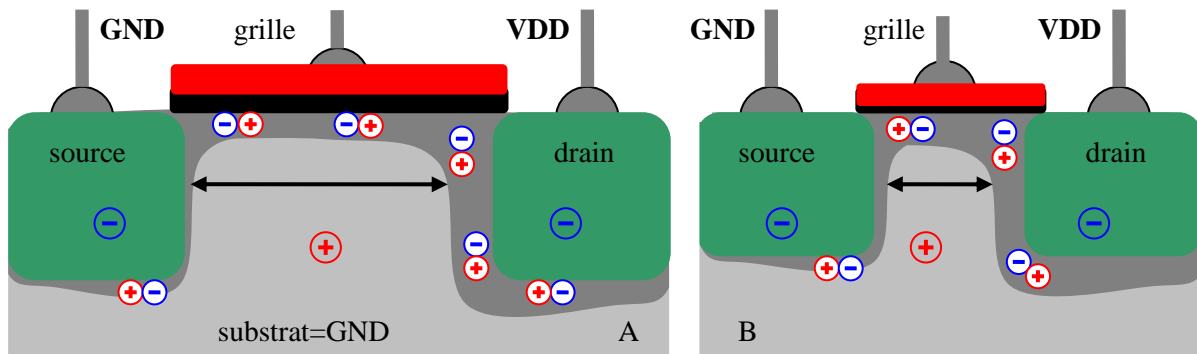 GND grille VDD
source drain
substrat=GND A
GND grille VDD
source drain
B